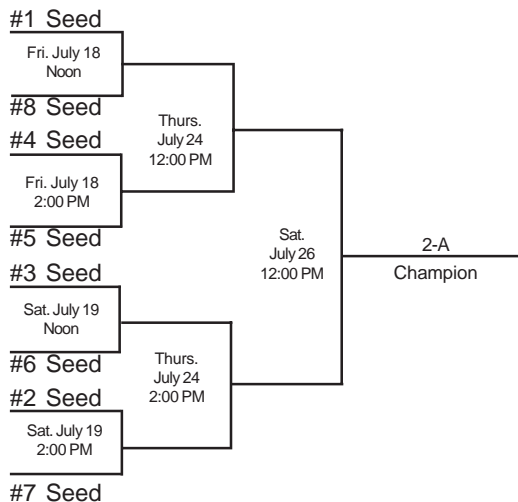 #1 Seed
Fri. July 18
Noon
#8 Seed
#4 Seed
Fri. July 18
2:00 PM
#5 Seed
#3 Seed
Sat. July 19
Noon
#6 Seed
#2 Seed
Sat. July 19
2:00 PM
#7 Seed
Thurs.
July 24
12:00 PM
Thurs.
July 24
2:00 PM
Sat.
July 26
12:00 PM
2-A
Champion